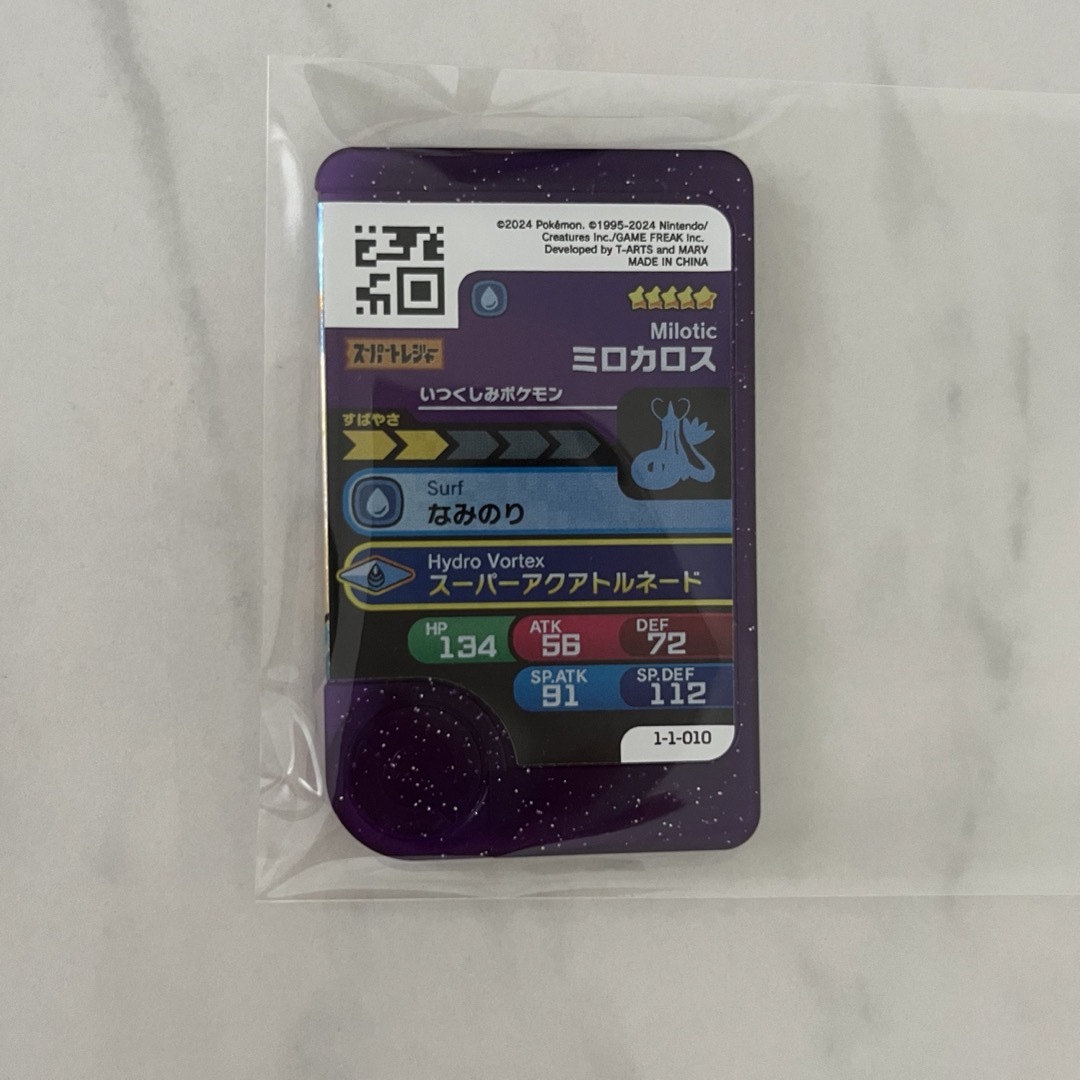 ©2024 Pokémon. ©1995-2024 Nintendo/
Creatures Inc./GAME FREAK inc.
Developed by T-ARTS and MARV
MADE IN CHINA
Milotic
スーパートレジャー
ミロカロス
いつくしみポケモン
すばやさ
Surf
なみのり
Hydro Vortex
スーパーアクアトルネード
HP 134 ATK 56 DEF 72
SP.ATK 91 SP.DEF 112
1-1-010